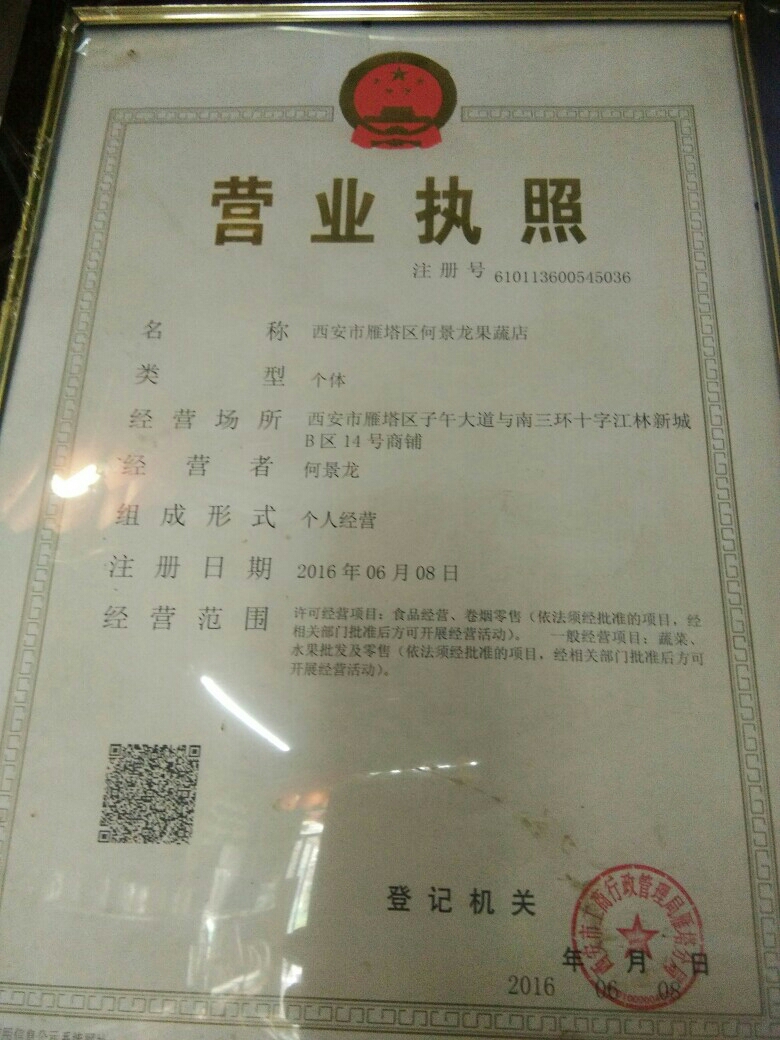 营业执照
注册号 610113600545036
名称 西安市雁塔区何景龙果蔬店
类型 个体
经营场所 西安市雁塔区子午大道与南三环十字江林新城
B区14号商铺
经营者 何景龙
组成形式 个人经营
注册日期 2016年06月08日
经营范围 许可经营项目：食品经营、卷烟零售（依法须经批准的项目，经
相关部门批准后方可开展经营活动）。 一般经营项目：蔬菜、
水果批发及零售（依法须经批准的项目，经相关部门批准后方可
开展经营活动）。
登记机关
西安市工商行政管理局雁塔分局
年 月 日
2016 06 08